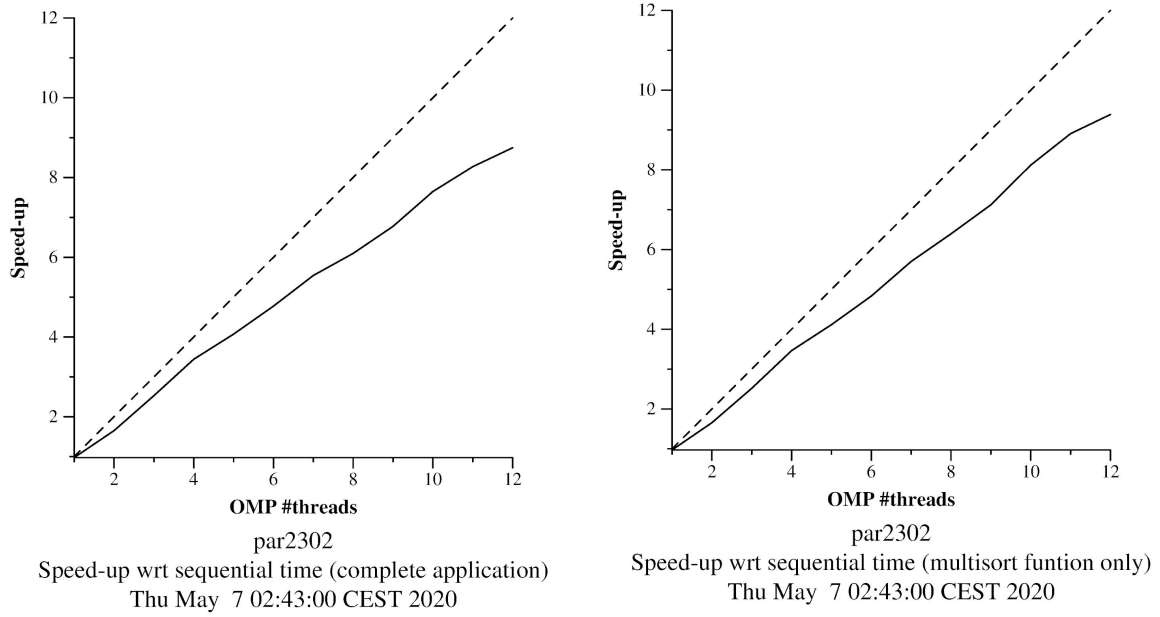 12
10
8
6
4
2
Speed-up
2 4 6 8 10 12
OMP #threads
par2302
Speed-up wrt sequential time (complete application)
Thu May 7 02:43:00 CEST 2020
12
10
8
6
4
2
Speed-up
2 4 6 8 10 12
OMP #threads
par2302
Speed-up wrt sequential time (multisort funtion only)
Thu May 7 02:43:00 CEST 2020